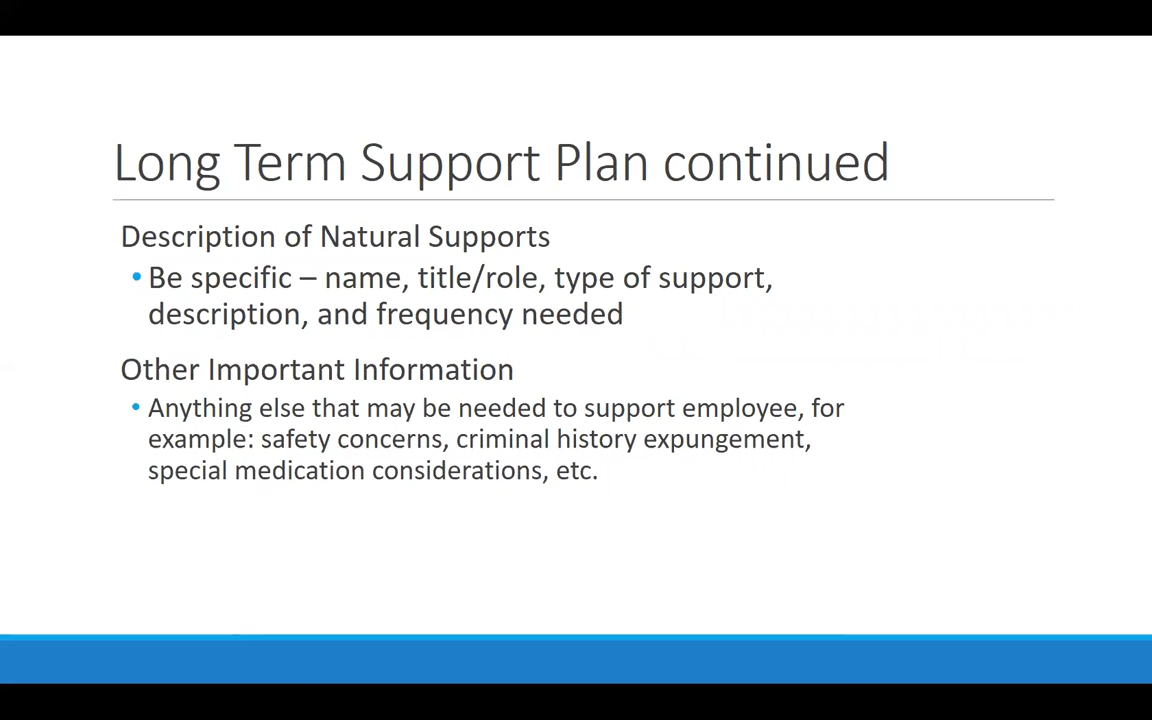 Long Term Support Plan continued
Description of Natural Supports
• Be specific – name, title/role, type of support,
description, and frequency needed
Other Important Information
• Anything else that may be needed to support employee, for
example: safety concerns, criminal history expungement,
special medication considerations, etc.